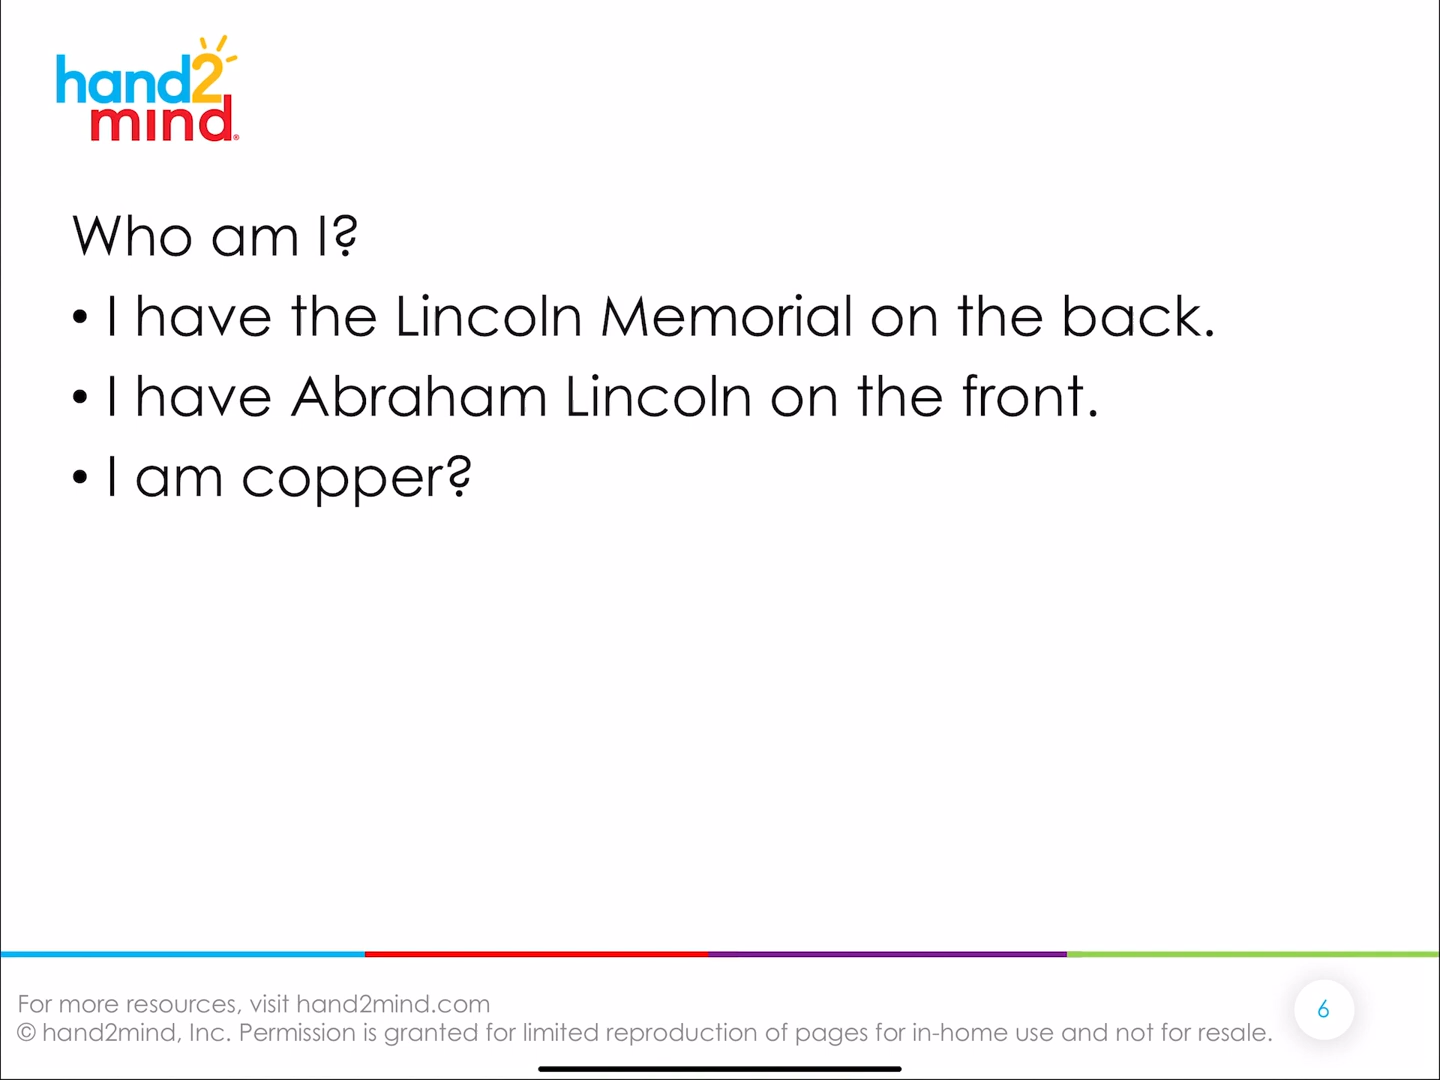 hand2
mind®
Who am I?
• I have the Lincoln Memorial on the back.
• I have Abraham Lincoln on the front.
• I am copper?
For more resources, visit hand2mind.com
© hand2mind, Inc. Permission is granted for limited reproduction of pages for in-home use and not for resale.
6